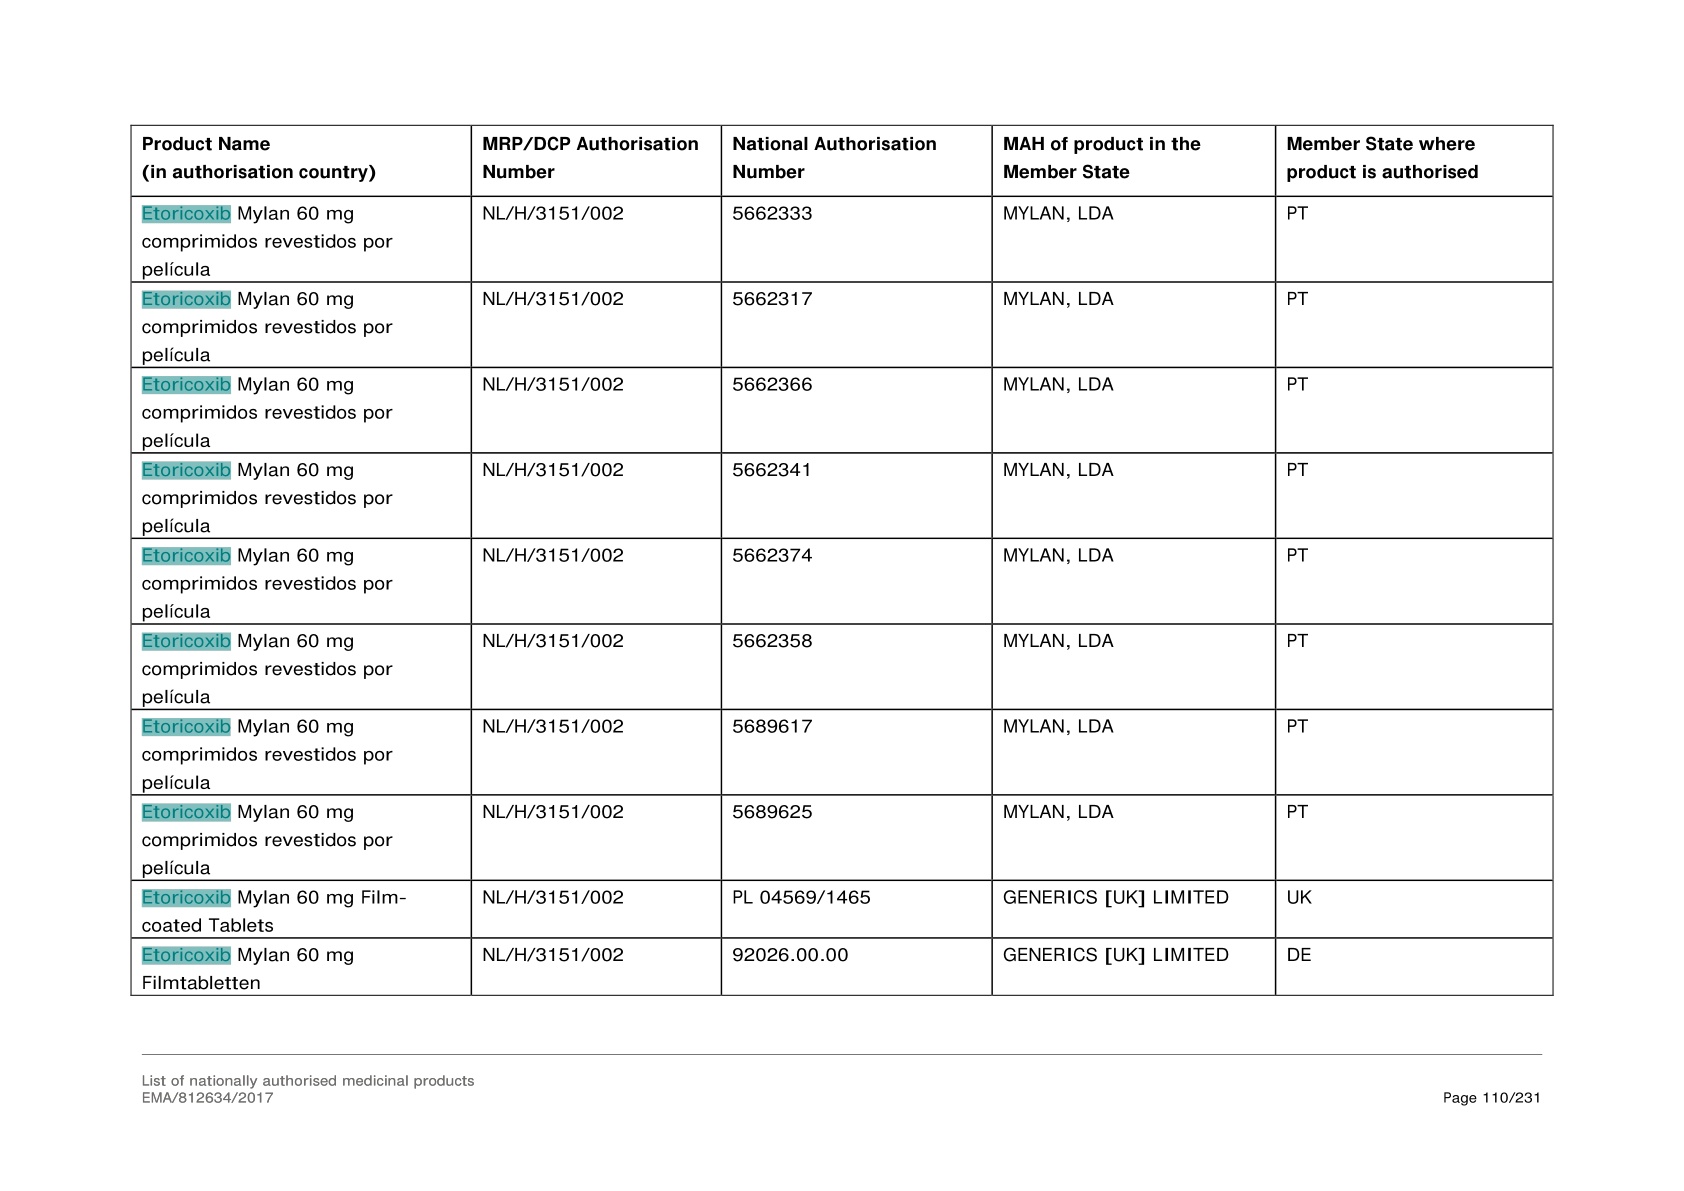 Product Name
(in authorisation country)
MRP/DCP Authorisation
Number
National Authorisation
Number
MAH of product in the
Member State
Member State where
product is authorised
Etoricoxib Mylan 60 mg
comprimidos revestidos por
película
NL/H/3151/002
5662333
MYLAN, LDA
PT
Etoricoxib Mylan 60 mg
comprimidos revestidos por
película
NL/H/3151/002
5662317
MYLAN, LDA
PT
Etoricoxib Mylan 60 mg
comprimidos revestidos por
película
NL/H/3151/002
5662366
MYLAN, LDA
PT
Etoricoxib Mylan 60 mg
comprimidos revestidos por
película
NL/H/3151/002
5662341
MYLAN, LDA
PT
Etoricoxib Mylan 60 mg
comprimidos revestidos por
película
NL/H/3151/002
5662374
MYLAN, LDA
PT
Etoricoxib Mylan 60 mg
comprimidos revestidos por
película
NL/H/3151/002
5662358
MYLAN, LDA
PT
Etoricoxib Mylan 60 mg
comprimidos revestidos por
película
NL/H/3151/002
5689617
MYLAN, LDA
PT
Etoricoxib Mylan 60 mg
comprimidos revestidos por
película
NL/H/3151/002
5689625
MYLAN, LDA
PT
Etoricoxib Mylan 60 mg Film-
coated Tablets
NL/H/3151/002
PL 04569/1465
GENERICS [UK] LIMITED
UK
Etoricoxib Mylan 60 mg
Filmtabletten
NL/H/3151/002
92026.00.00
GENERICS [UK] LIMITED
DE
List of nationally authorised medicinal products
EMA/812634/2017
Page 110/231